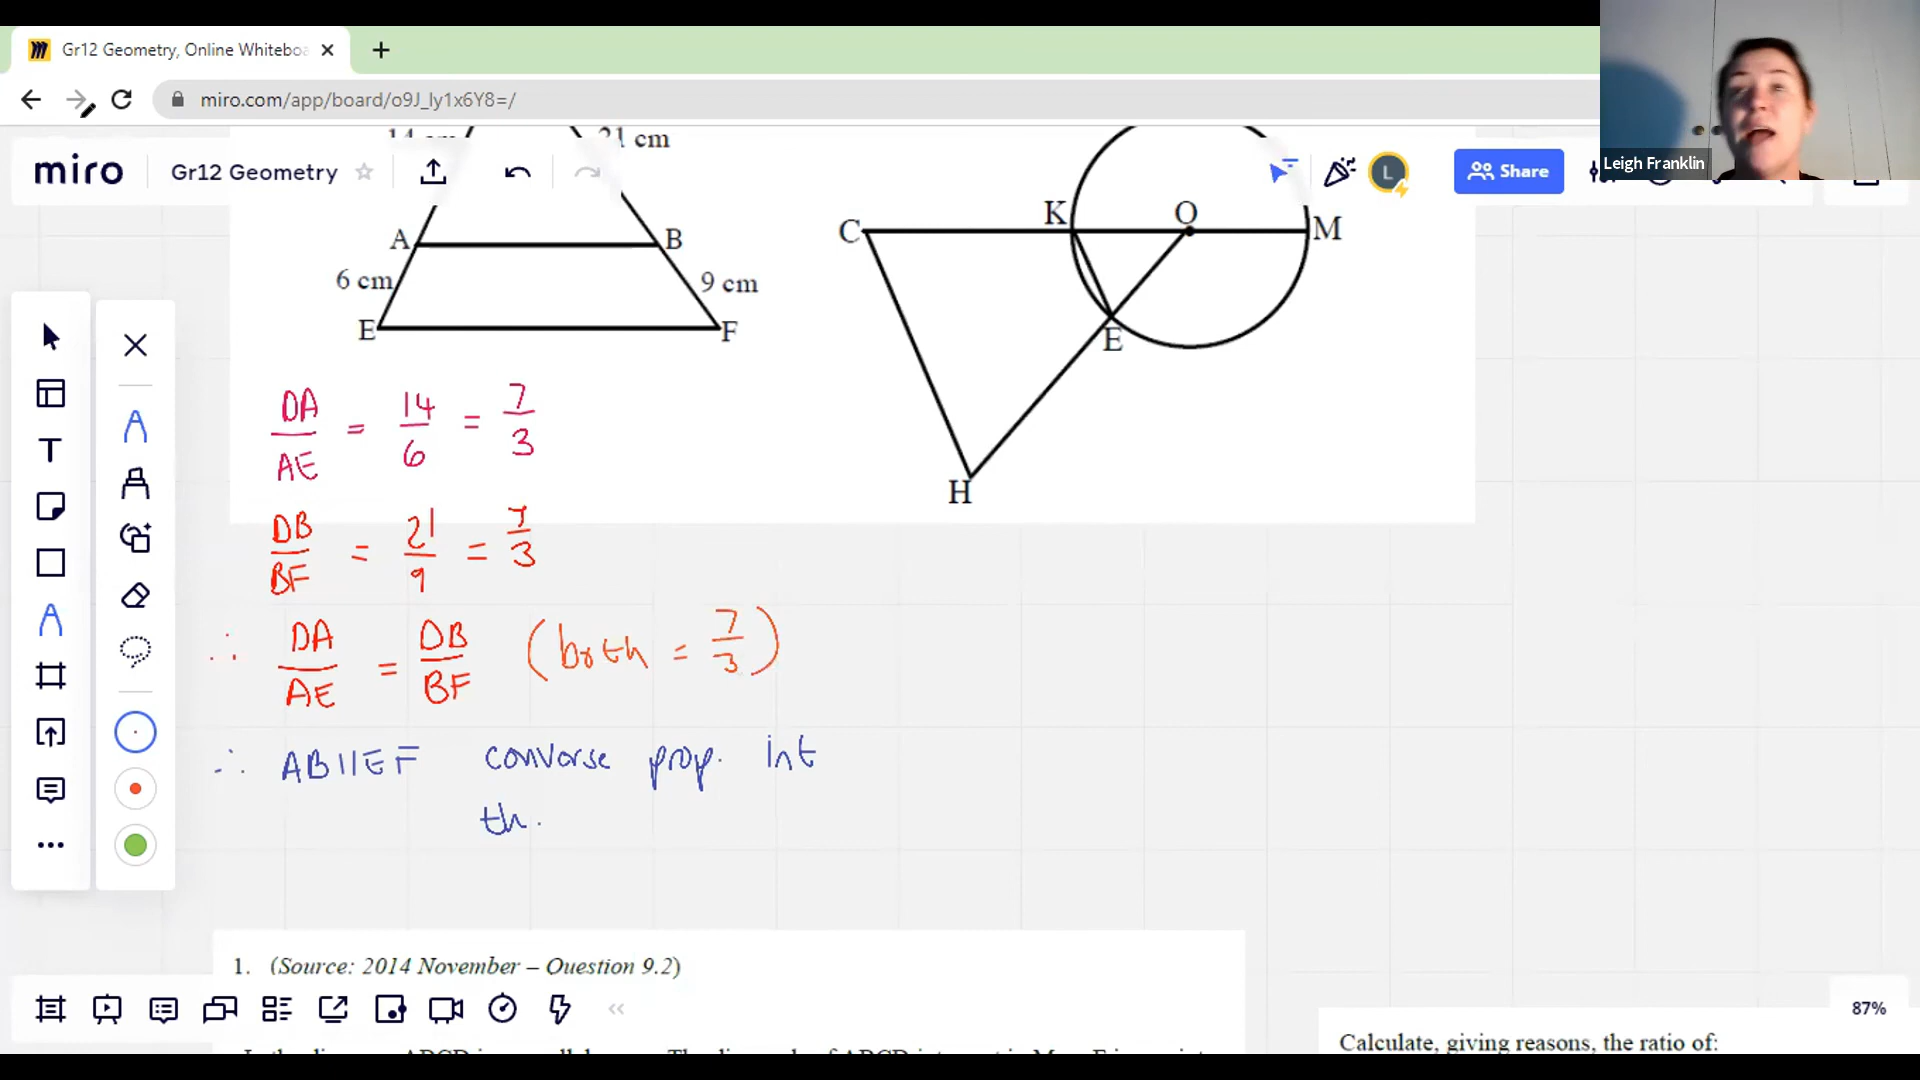 Gr12 Geometry, Online Whiteboa
miro.com/app/board/o9J_ly1x6Y8=/
Leigh Franklin
miro
Gr12 Geometry
L
Share
14 cm
21 cm
A
B
6 cm
9 cm
E
F
C
K
O
M
E
H
DA/AE = 14/6 = 7/3
DB/BF = 21/9 = 7/3
∴ DA/AE = DB/BF (both = 7/3)
∴ AB||EF converse prop. int
th.
1. (Source: 2014 November – Question 9.2)
87%
Calculate, giving reasons, the ratio of: